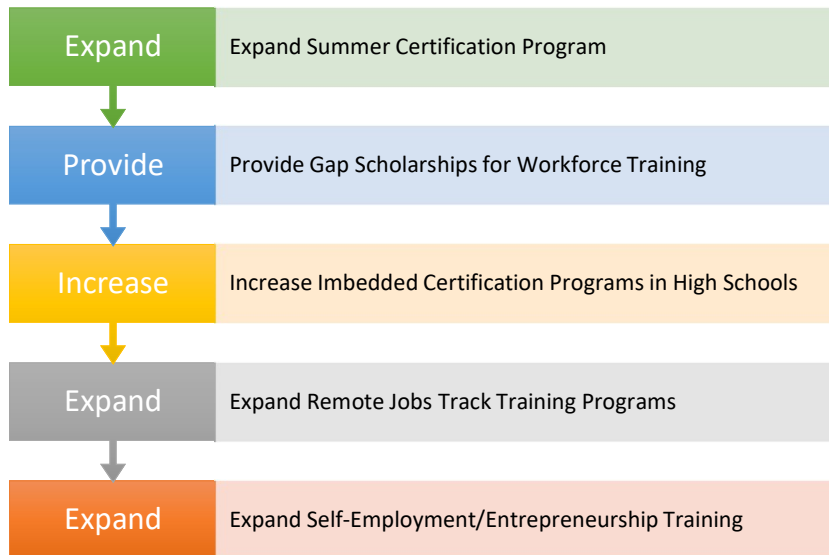 Expand
Expand Summer Certification Program
Provide
Provide Gap Scholarships for Workforce Training
Increase
Increase Imbedded Certification Programs in High Schools
Expand
Expand Remote Jobs Track Training Programs
Expand
Expand Self-Employment/Entrepreneurship Training